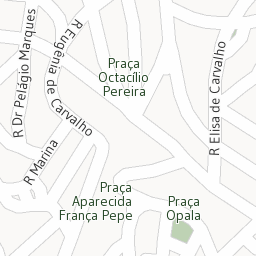 R Dr Pelágio Marques
R Eugênia de Carvalho
Praça
Octacílio
Pereira
R Elisa de Carvalho
R Marina
Praça
Aparecida
França Pepe
Praça
Opala